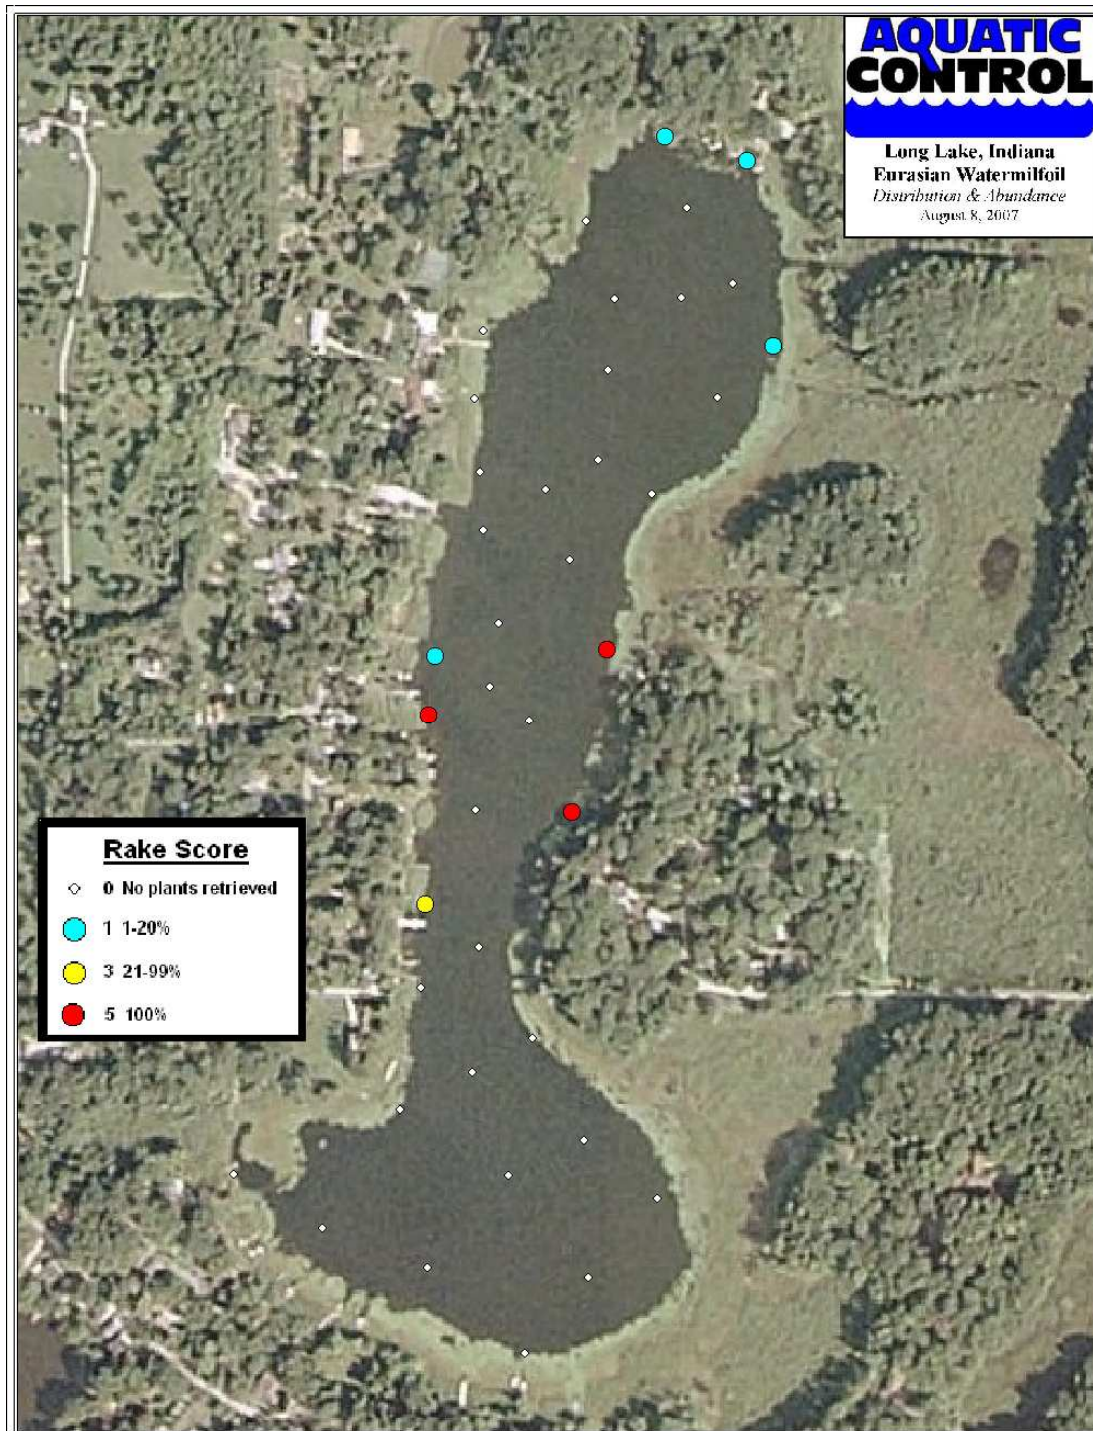 AQUATIC
CONTROL
Long Lake, Indiana
Eurasian Watermilfoil
Distribution & Abundance
August 8, 2007
Rake Score
0 No plants retrieved
1 1-20%
3 21-99%
5 100%